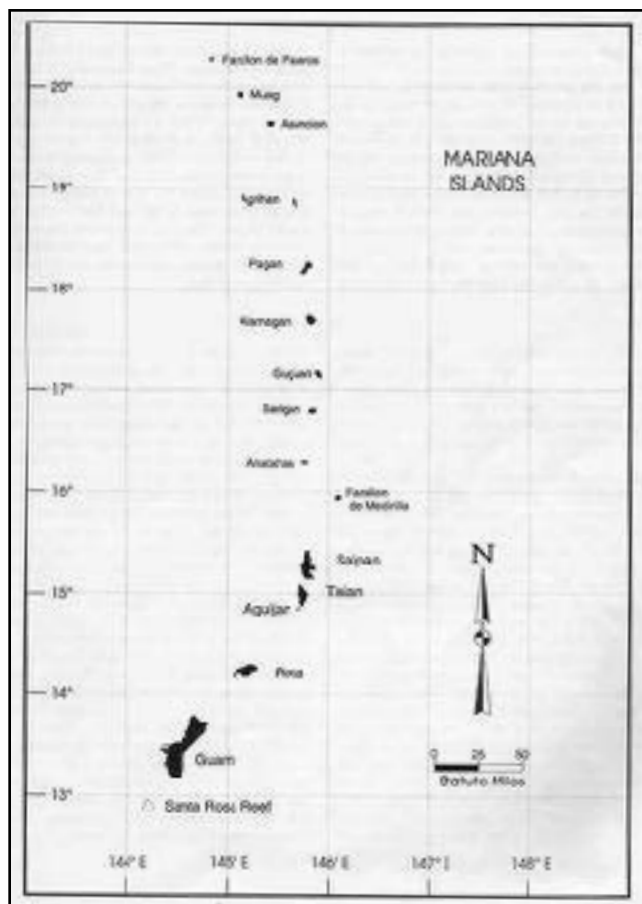 20°
Farallon de Pajaros
Maug
Asuncion
MARIANA
ISLANDS
19°
Agrihan
Pagan
18°
Alamagan
Guguan
17°
Sarigan
Anatahan
16°
Farallon
de Medinilla
Saipan
N
15°
Tinian
Aguijan
14°
Rota
Guam
0 25 50
Statute Miles
13°
Santa Rosa Reef
144° E 145° E 146° E 147° E 148° E